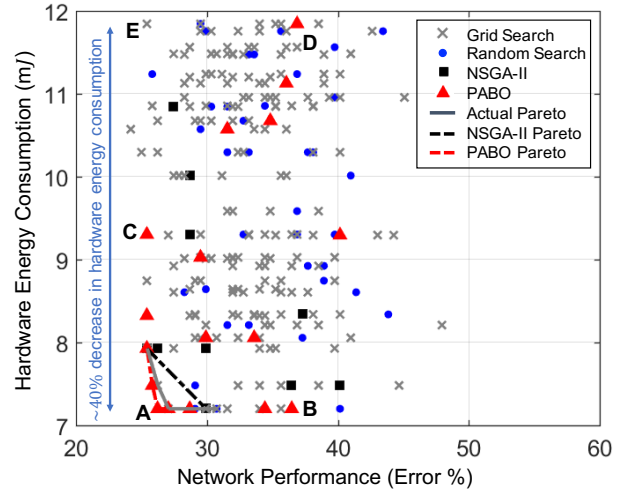 12
11
10
9
8
7
20
30
40
50
60
Hardware Energy Consumption (mJ)
Network Performance (Error %)
~40% decrease in hardware energy consumption
E
D
C
A
B
Grid Search
Random Search
NSGA-II
PABO
Actual Pareto
NSGA-II Pareto
PABO Pareto